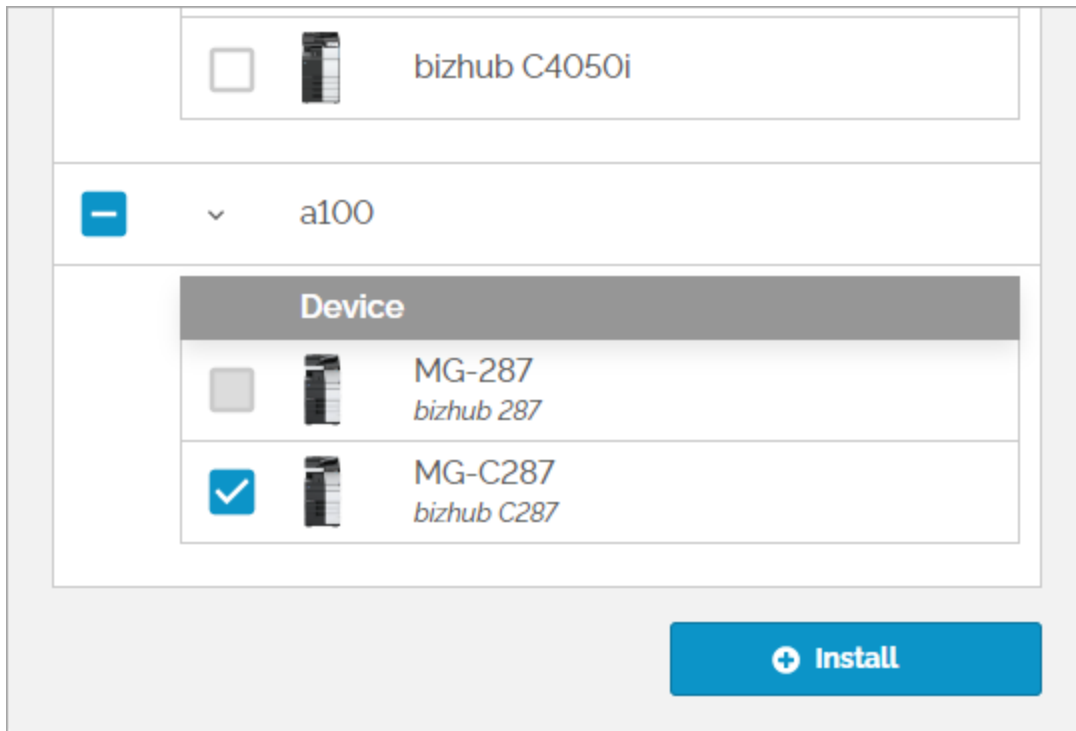 bizhub C4050i
a100
Device
MG-287
bizhub 287
MG-C287
bizhub C287
Install